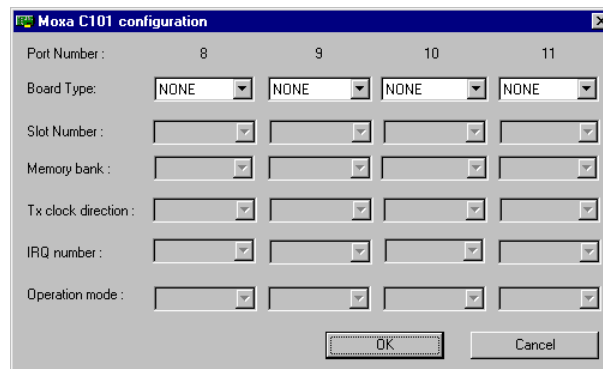 Moxa C101 configuration
Port Number : 8 9 10 11
Board Type: NONE NONE NONE NONE
Slot Number :
Memory bank :
Tx clock direction :
IRQ number :
Operation mode :
OK Cancel